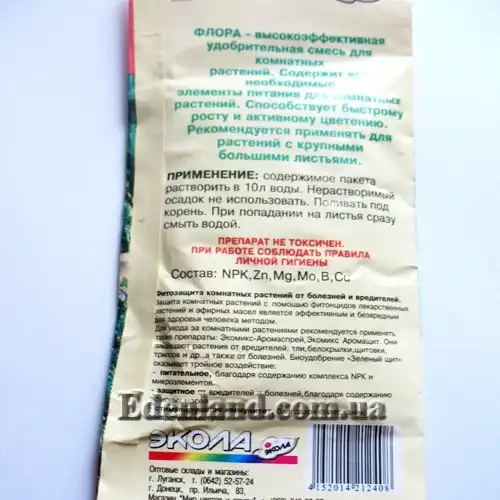 ФЛОРА - высокоэффективная
удобрительная смесь для
комнатных
растений. Содержит все
необходимые
элементы питания для комнатных
растений. Способствует быстрому
росту и активному цветению.
Рекомендуется применять для
растений с крупными
большими листьями.
ПРИМЕНЕНИЕ: содержимое пакета
растворить в 10л воды. Нерастворимый
осадок не использовать. Поливать под
корень. При попадании на листья сразу
смыть водой.
ПРЕПАРАТ НЕ ТОКСИЧЕН.
ПРИ РАБОТЕ СОБЛЮДАТЬ ПРАВИЛА
ЛИЧНОЙ ГИГИЕНЫ
Состав: NPK,Zn,Mg,Mo,B,Cu
Фитозащита комнатных растений от болезней и вредителей.
Защита комнатных растений с помощью фитонцидов лекарственных
растений и эфирных масел является эффективным и безвредным
для здоровья человека методом.
Для ухода за комнатными растениями рекомендуется применять
также препараты: Экомикс-Аромаспрей, Экомикс Аромащит. Они
защищают растения от вредителей: тли,белокрылки,щитовки,
трипсов и др.,а также от болезней. Биоудобрение "Зеленый щит"
оказывает тройное воздействие:
- питательное, благодаря содержанию комплекса NPK и
микроэлементов.
- защитное от вредителей и болезней, благодаря содержанию
Edemland.com.ua
ЭКОЛА
ЭКОЛА
Оптовые склады и магазины:
г. Луганск, т. (0642) 52-57-24
г. Донецк, пр. Ильича, 83,
4152014212408